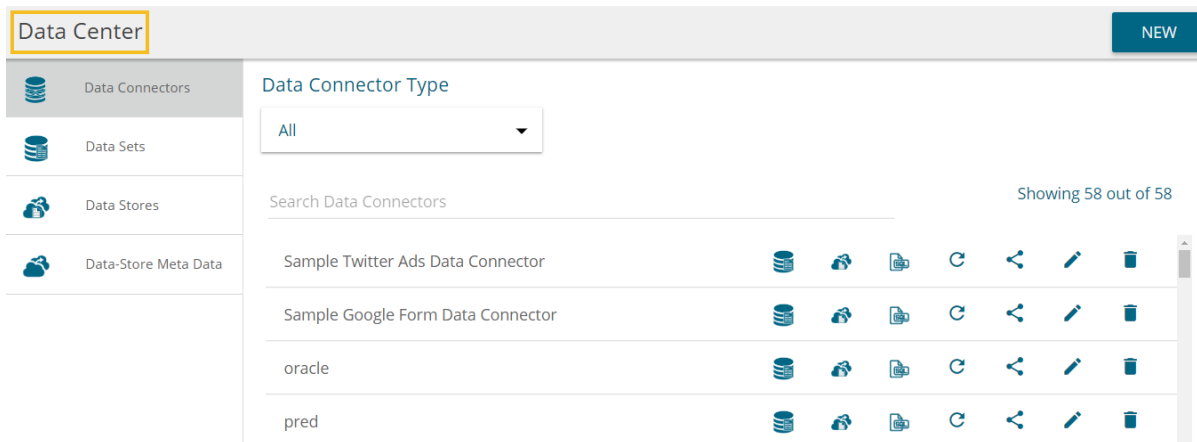 Data Center
NEW
Data Connectors
Data Sets
Data Stores
Data-Store Meta Data
Data Connector Type
All
Search Data Connectors
Showing 58 out of 58
Sample Twitter Ads Data Connector
Sample Google Form Data Connector
oracle
pred